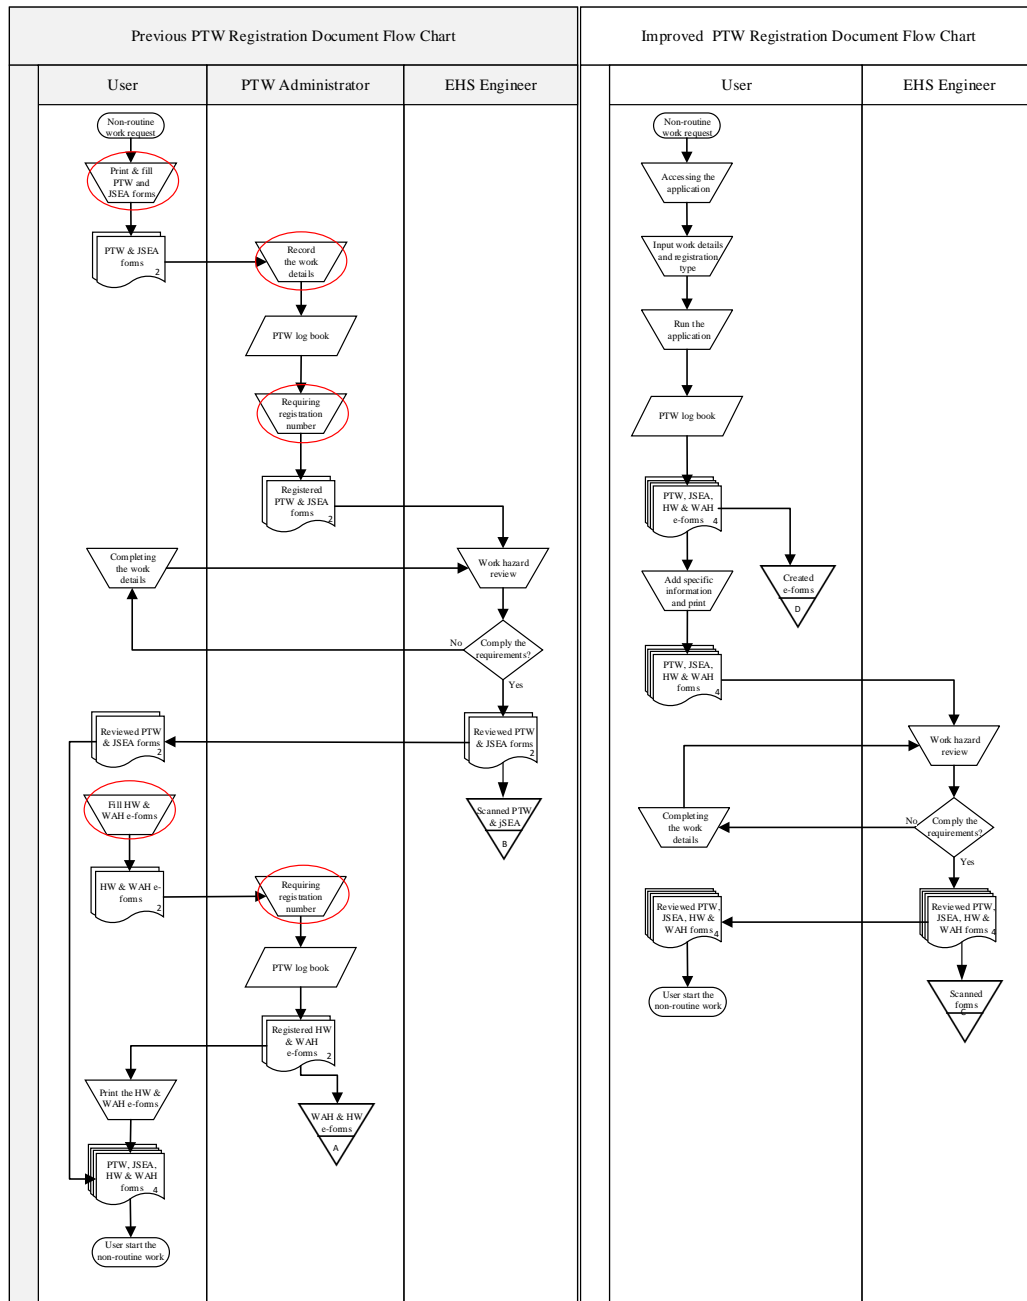 Previous PTW Registration Document Flow Chart
User
PTW Administrator
EHS Engineer
Non-routine
work request
Print & fill
PTW and
JSEA forms
PTW & JSEA
forms
2
Record
the work
details
PTW log book
Requiring
registration
number
Registered
PTW & JSEA
forms
2
Completing
the work
details
Work hazard
review
No
Comply the
requirements?
Yes
Reviewed PTW
& JSEA forms
2
Reviewed PTW
& JSEA forms
2
Fill HW &
WAH e-forms
Scanned PTW
& jSEA
B
HW & WAH e-
forms
2
Requiring
registration
number
PTW log book
Registered HW
& WAH
e-forms
2
Print the HW &
WAH e-forms
WAH & HW
e-forms
A
PTW, JSEA,
HW & WAH
forms
4
User start the
non-routine work
Improved PTW Registration Document Flow Chart
User
EHS Engineer
Non-routine
work request
Accessing the
application
Input work details
and registration
type
Run the
application
PTW log book
PTW, JSEA,
HW & WAH
e-forms
4
Add specific
information
and print
Created
e-forms
D
PTW, JSEA,
HW & WAH
forms
4
Work hazard
review
Completing
the work
details
No
Comply the
requirements?
Yes
Reviewed PTW,
JSEA, HW &
WAH forms
4
Reviewed PTW,
JSEA, HW &
WAH forms
4
User start the
non-routine work
Scanned
forms
C